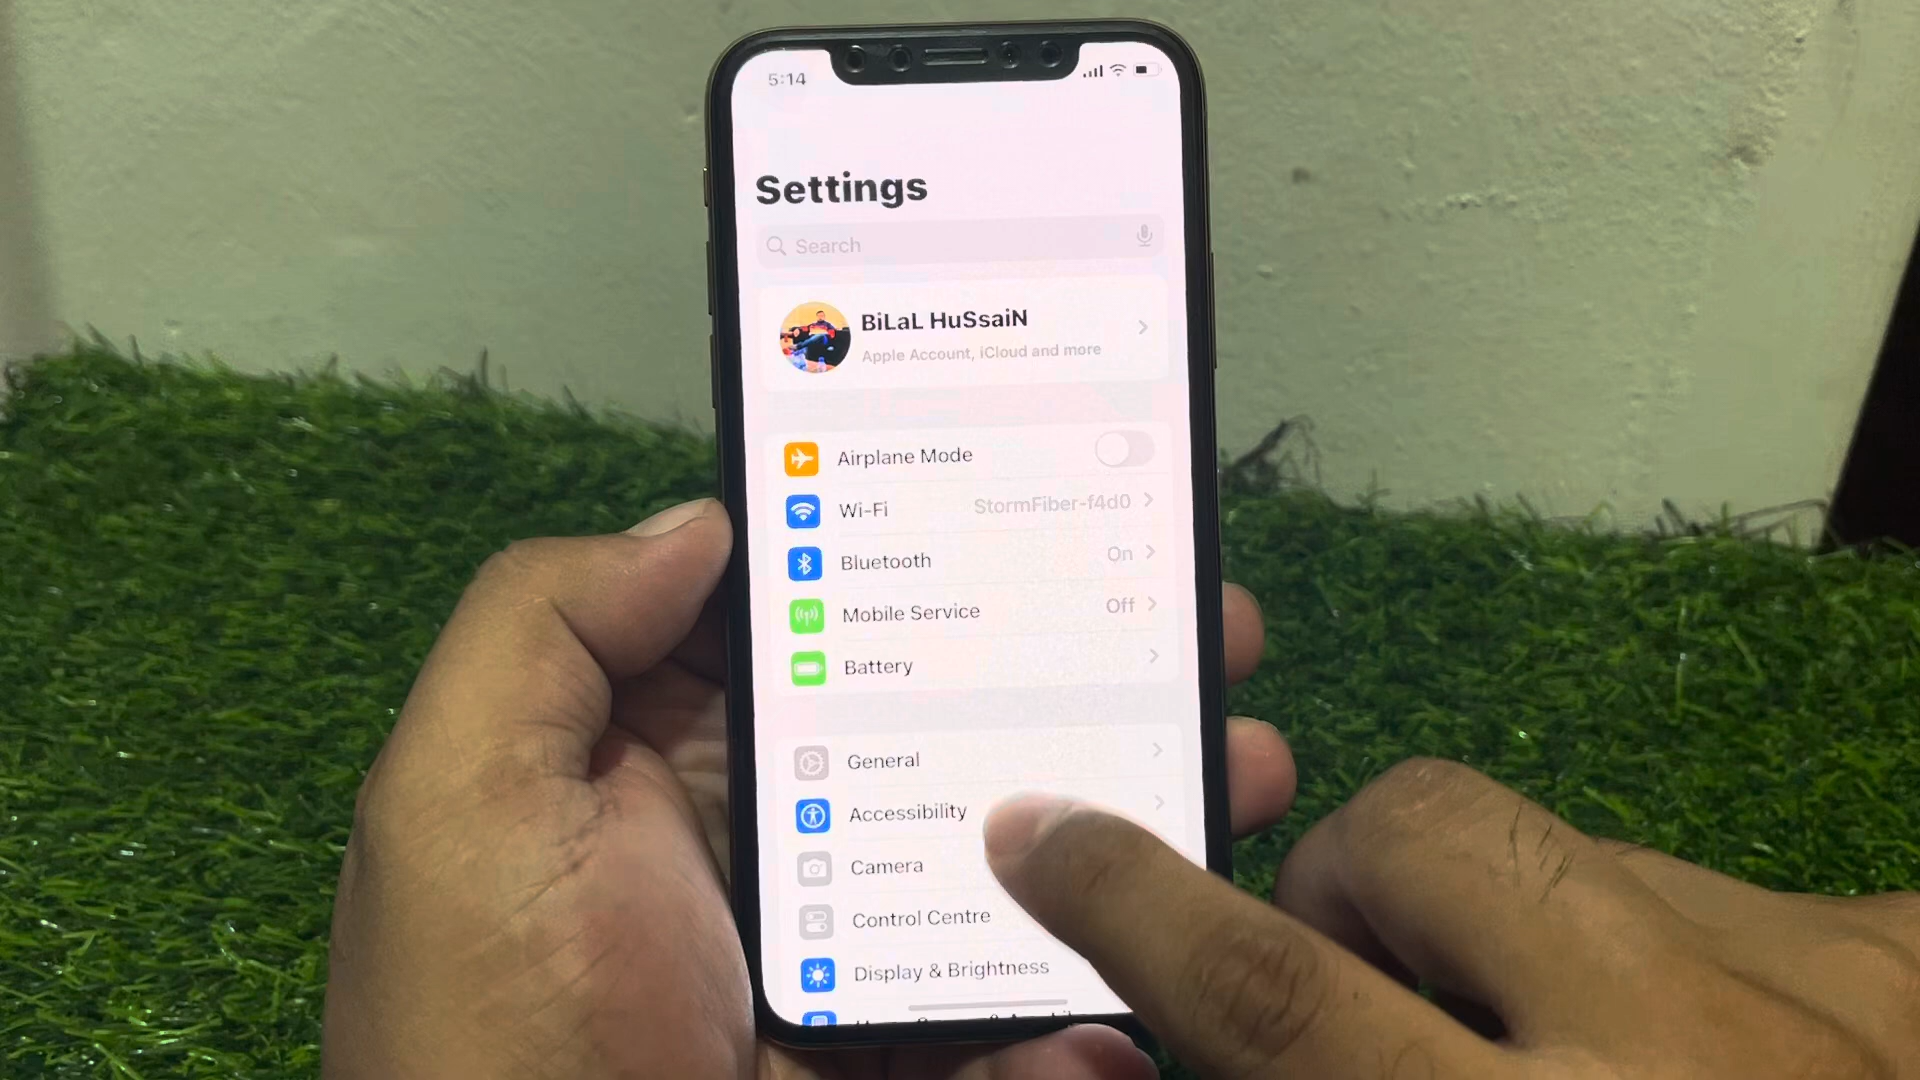 5:14
Settings
Search
BiLaL HuSsaiN
Apple Account, iCloud and more
Airplane Mode
Wi-Fi StormFiber-f4d0
Bluetooth On
Mobile Service Off
Battery
General
Accessibility
Camera
Control Centre
Display & Brightness